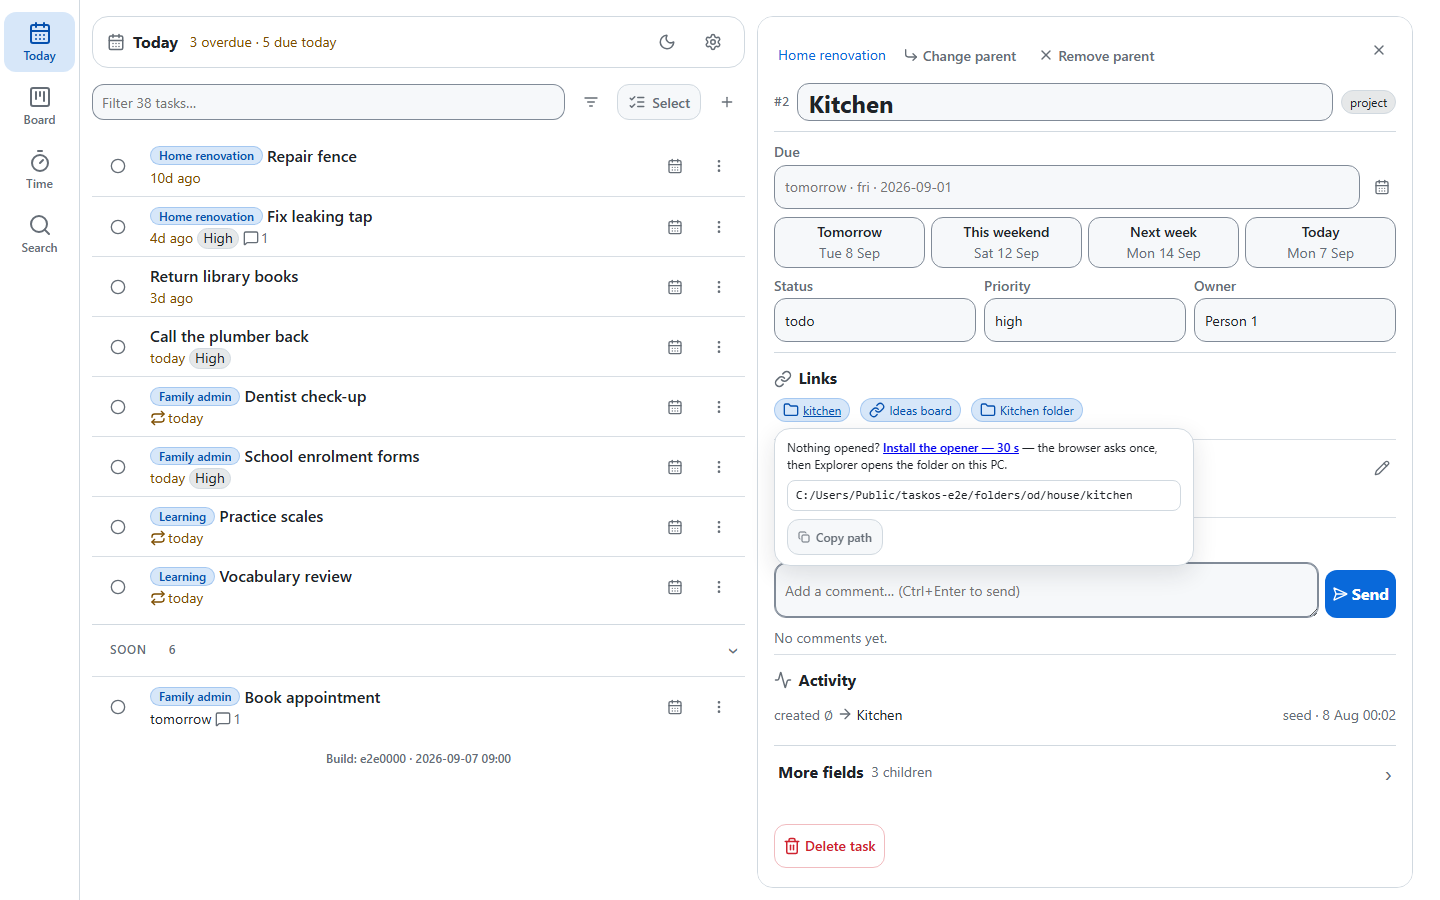 Today
Board
Time
Search
Today 3 overdue · 5 due today
Filter 38 tasks...
Select
Home renovation Repair fence
10d ago
Home renovation Fix leaking tap
4d ago High 1
Return library books
3d ago
Call the plumber back
today High
Family admin Dentist check-up
today
Family admin School enrolment forms
today High
Learning Practice scales
today
Learning Vocabulary review
today
SOON 6
Family admin Book appointment
tomorrow 1
Build: e2e0000 · 2026-09-07 09:00
Home renovation Change parent Remove parent
#2 Kitchen project
Due
tomorrow · fri · 2026-09-01
Tomorrow This weekend Next week Today
Tue 8 Sep Sat 12 Sep Mon 14 Sep Mon 7 Sep
Status Priority Owner
todo high Person 1
Links
kitchen Ideas board Kitchen folder
Nothing opened? Install the opener — 30 s — the browser asks once,
then Explorer opens the folder on this PC.
C:/Users/Public/taskos-e2e/folders/od/house/kitchen
Copy path
Add a comment... (Ctrl+Enter to send)
Send
No comments yet.
Activity
created ∅ → Kitchen seed · 8 Aug 00:02
More fields 3 children
Delete task